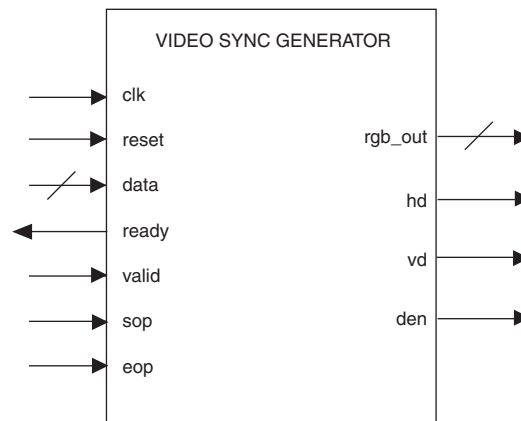 VIDEO SYNC GENERATOR
clk
reset
data
ready
valid
sop
eop
rgb_out
hd
vd
den